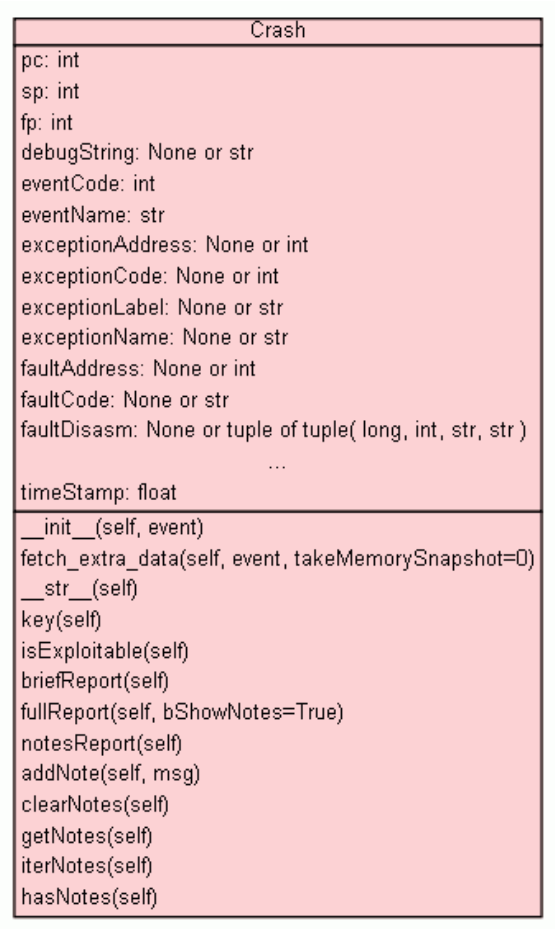 Crash
pc: int
sp: int
fp: int
debugString: None or str
eventCode: int
eventName: str
exceptionAddress: None or int
exceptionCode: None or int
exceptionLabel: None or str
exceptionName: None or str
faultAddress: None or int
faultCode: None or str
faultDisasm: None or tuple of tuple( long, int, str, str )
...
timeStamp: float
__init__(self, event)
fetch_extra_data(self, event, takeMemorySnapshot=0)
__str__(self)
key(self)
isExploitable(self)
briefReport(self)
fullReport(self, bShowNotes=True)
notesReport(self)
addNote(self, msg)
clearNotes(self)
getNotes(self)
iterNotes(self)
hasNotes(self)